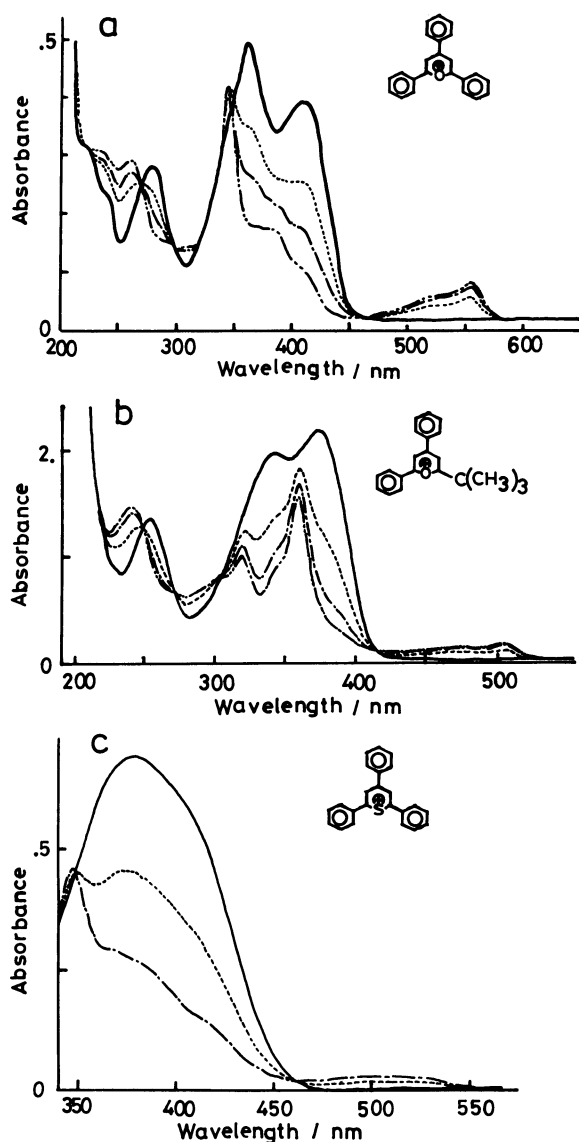 a
.5
Absorbance
0
O
200 300 400 500 600
Wavelength / nm
b
2.
Absorbance
0
O
C(CH3)3
200 300 400 500
Wavelength / nm
c
.5
Absorbance
0
S
350 400 450 500 550
Wavelength / nm